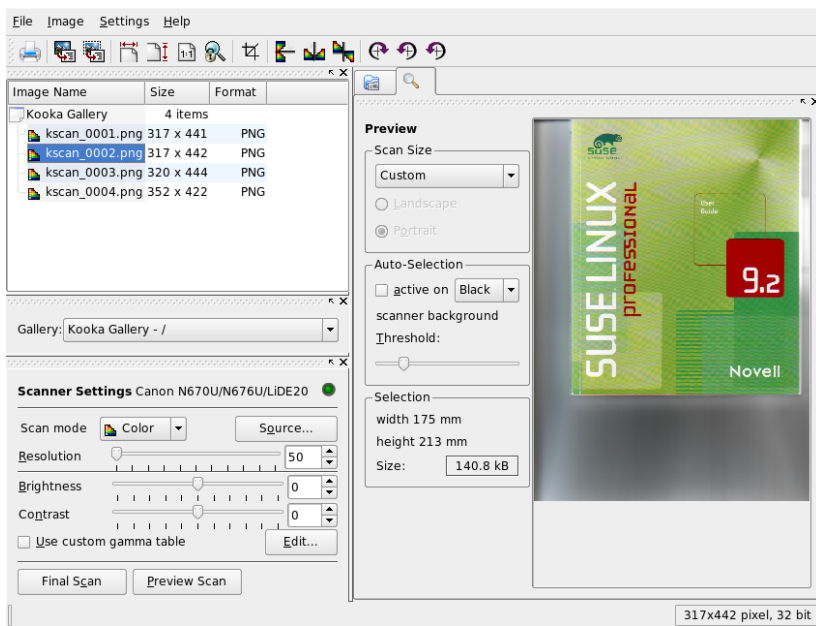 File Image Settings Help
Image Name Size Format
Kooka Gallery 4 items
kscan_0001.png 317 x 441 PNG
kscan_0002.png 317 x 442 PNG
kscan_0003.png 320 x 444 PNG
kscan_0004.png 352 x 422 PNG
Gallery: Kooka Gallery - /
Scanner Settings Canon N670U/N676U/LiDE20
Scan mode Color Source...
Resolution 50
Brightness 0
Contrast 0
Use custom gamma table Edit...
Final Scan Preview Scan
Preview
Scan Size
Custom
Landscape
Portrait
Auto-Selection
active on Black
scanner background
Threshold:
Selection
width 175 mm
height 213 mm
Size: 140.8 kB
SUSE
SUSE LINUX
professional
User
Guide
9.2
Novell
317x442 pixel, 32 bit